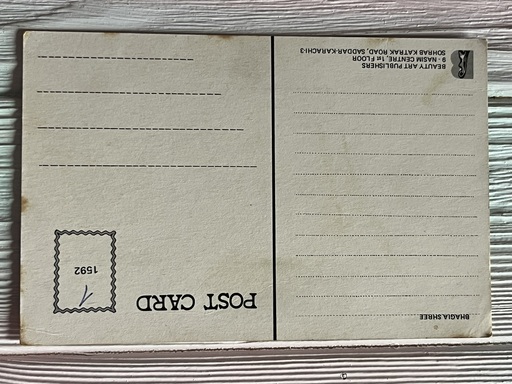 BHAGIA SHREE
POST CARD
1592
1
BEAUTY ART PUBLISHERS
9 - NASIM CENTRE, 1st FLOOR
SOHRAB KATRAK ROAD, SADDAR-KARACHI-3